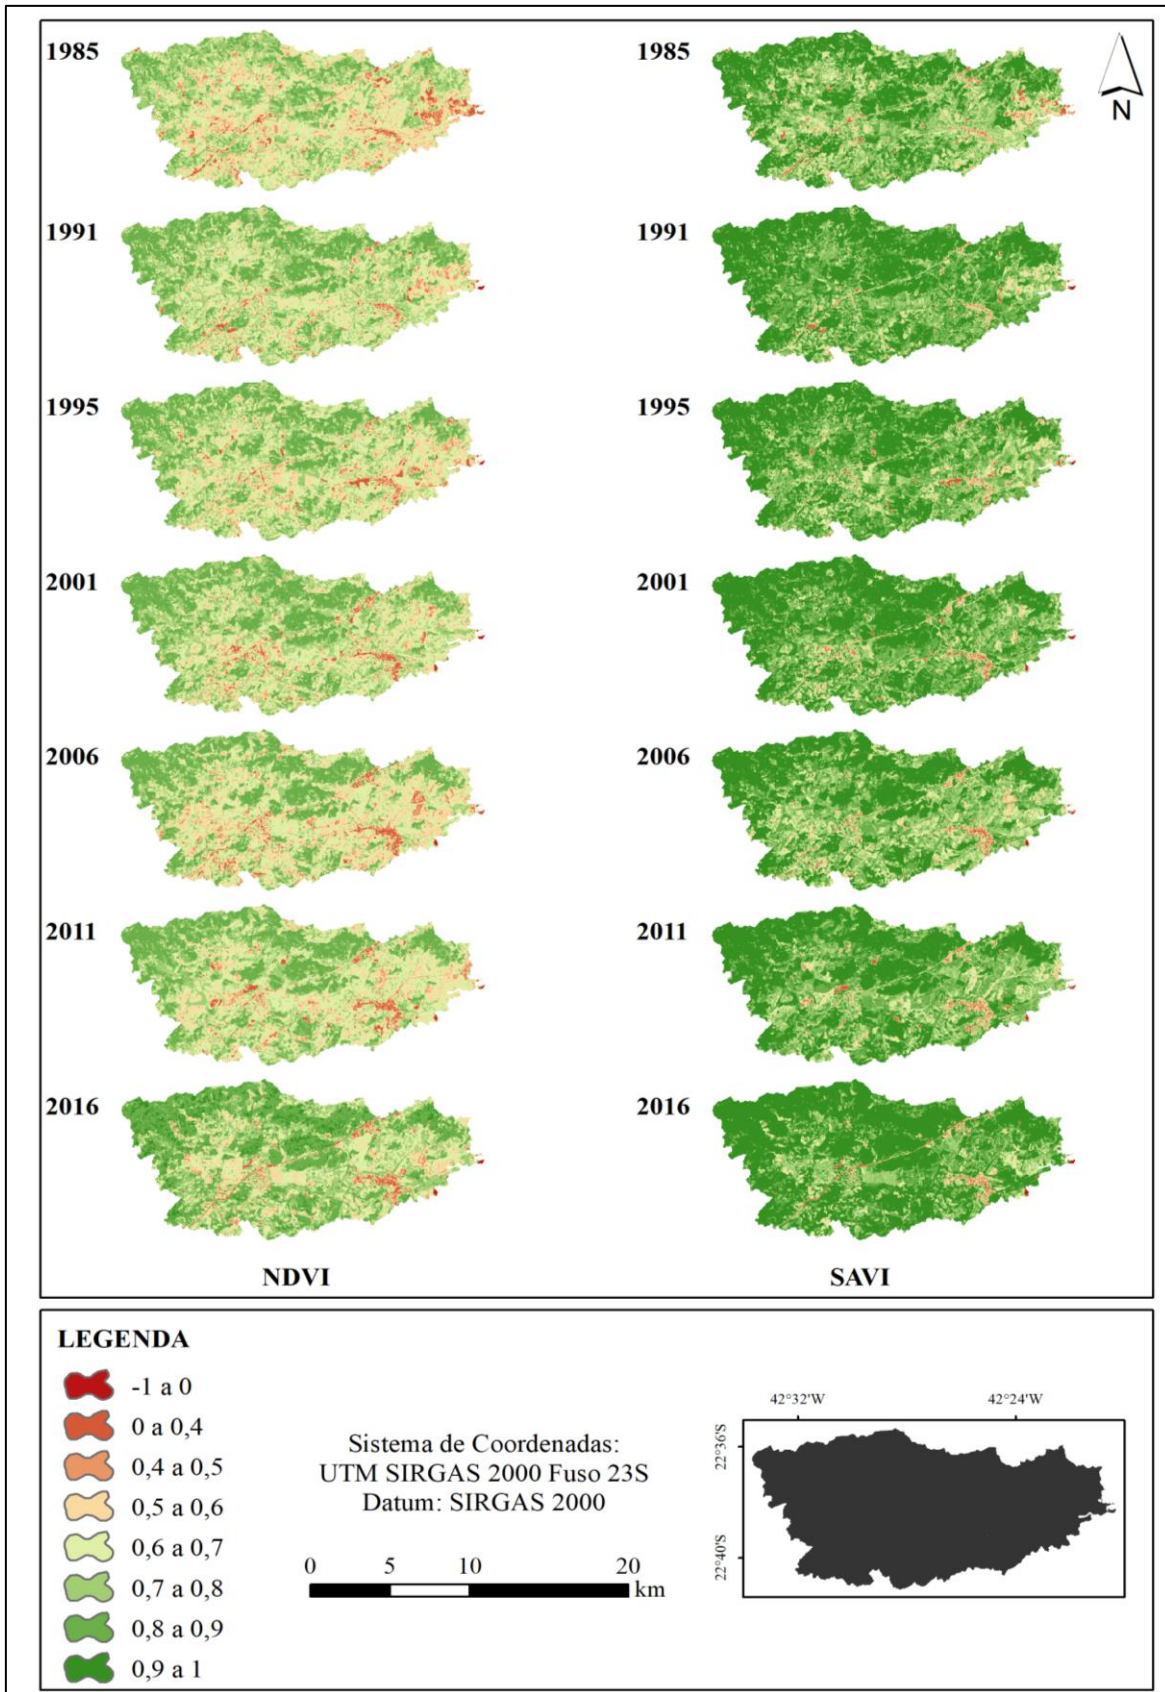 1985
1985
N
1991
1991
1995
1995
2001
2001
2006
2006
2011
2011
2016
2016
NDVI
SAVI
LEGENDA
-1 a 0
0 a 0,4
0,4 a 0,5
0,5 a 0,6
0,6 a 0,7
0,7 a 0,8
0,8 a 0,9
0,9 a 1
Sistema de Coordenadas:
UTM SIRGAS 2000 Fuso 23S
Datum: SIRGAS 2000
0 5 10 20
km
42°32'W 42°24'W
22°36'S
22°40'S